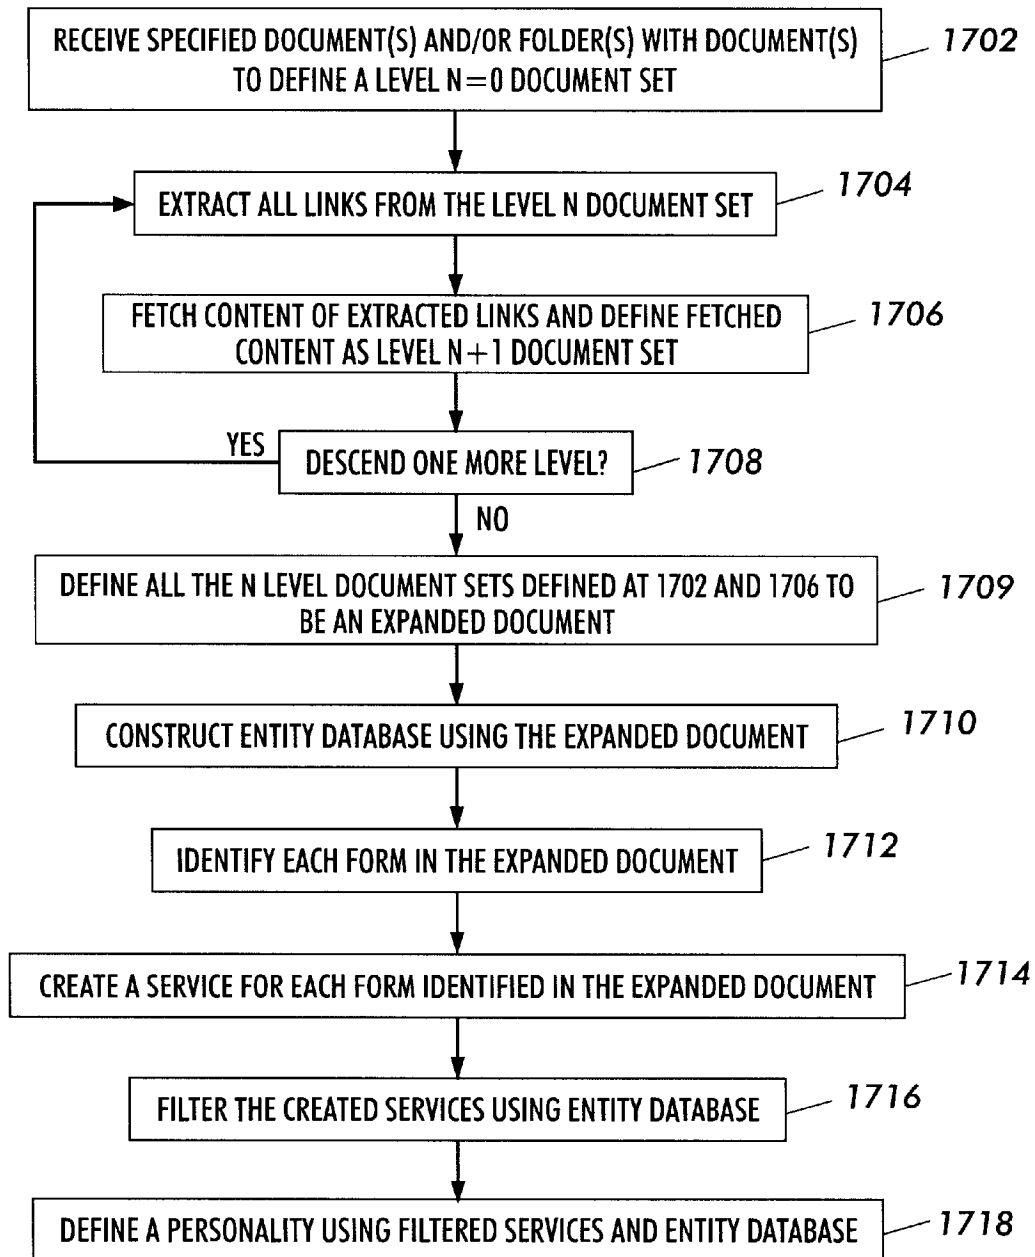 RECEIVE SPECIFIED DOCUMENT(S) AND/OR FOLDER(S) WITH DOCUMENT(S)
TO DEFINE A LEVEL N=0 DOCUMENT SET
1702
EXTRACT ALL LINKS FROM THE LEVEL N DOCUMENT SET
1704
FETCH CONTENT OF EXTRACTED LINKS AND DEFINE FETCHED
CONTENT AS LEVEL N+1 DOCUMENT SET
1706
YES
DESCEND ONE MORE LEVEL?
1708
NO
DEFINE ALL THE N LEVEL DOCUMENT SETS DEFINED AT 1702 AND 1706 TO
BE AN EXPANDED DOCUMENT
1709
CONSTRUCT ENTITY DATABASE USING THE EXPANDED DOCUMENT
1710
IDENTIFY EACH FORM IN THE EXPANDED DOCUMENT
1712
CREATE A SERVICE FOR EACH FORM IDENTIFIED IN THE EXPANDED DOCUMENT
1714
FILTER THE CREATED SERVICES USING ENTITY DATABASE
1716
DEFINE A PERSONALITY USING FILTERED SERVICES AND ENTITY DATABASE
1718